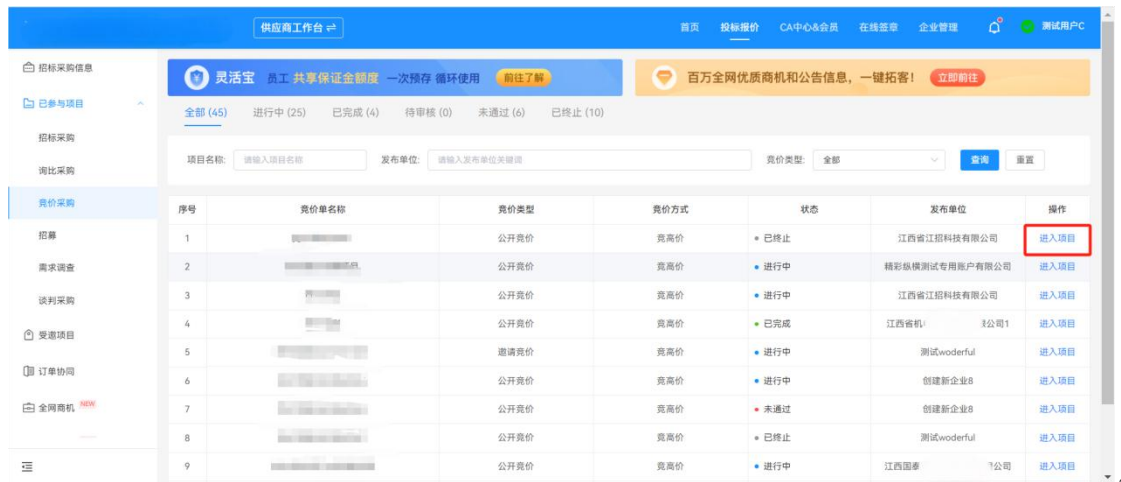 供应商工作台 ⇌ 首页 投标报价 CA中心&会员 在线签章 企业管理 测试用户C
招标采购信息
已参与项目
招标采购
询比采购
竞价采购
招募
需求调查
谈判采购
受邀项目
订单协同
全网商机 NEW
灵活宝 员工 共享保证金额度 一次预存 循环使用 前往了解
百万全网优质商机和公告信息，一键拓客！ 立即前往
全部 (45) 进行中 (25) 已完成 (4) 待审核 (0) 未通过 (6) 已终止 (10)
项目名称: 请输入项目名称 发布单位: 请输入发布单位关键词 竞价类型: 全部 查询 重置
序号 竞价单名称 竞价类型 竞价方式 状态 发布单位 操作
1 公开竞价 竞高价 已终止 江西省江招科技有限公司 进入项目
2 公开竞价 竞高价 进行中 精彩纵横测试专用账户有限公司 进入项目
3 公开竞价 竞高价 进行中 江西省江招科技有限公司 进入项目
4 公开竞价 竞高价 已完成 江西省机 公司1 进入项目
5 邀请竞价 竞高价 进行中 测试woderful 进入项目
6 公开竞价 竞高价 进行中 创建新企业8 进入项目
7 公开竞价 竞高价 未通过 创建新企业8 进入项目
8 公开竞价 竞高价 已终止 测试woderful 进入项目
9 公开竞价 竞高价 进行中 江西国泰 公司 进入项目